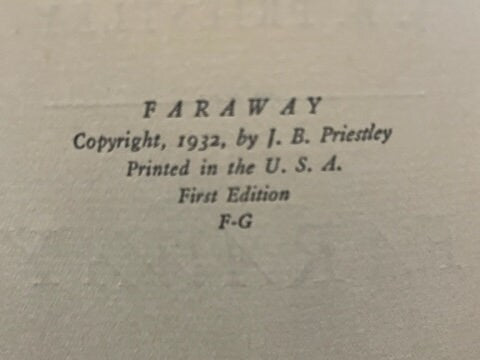 FARAWAY
Copyright, 1932, by J. B. Priestley
Printed in the U. S. A.
First Edition
F-G